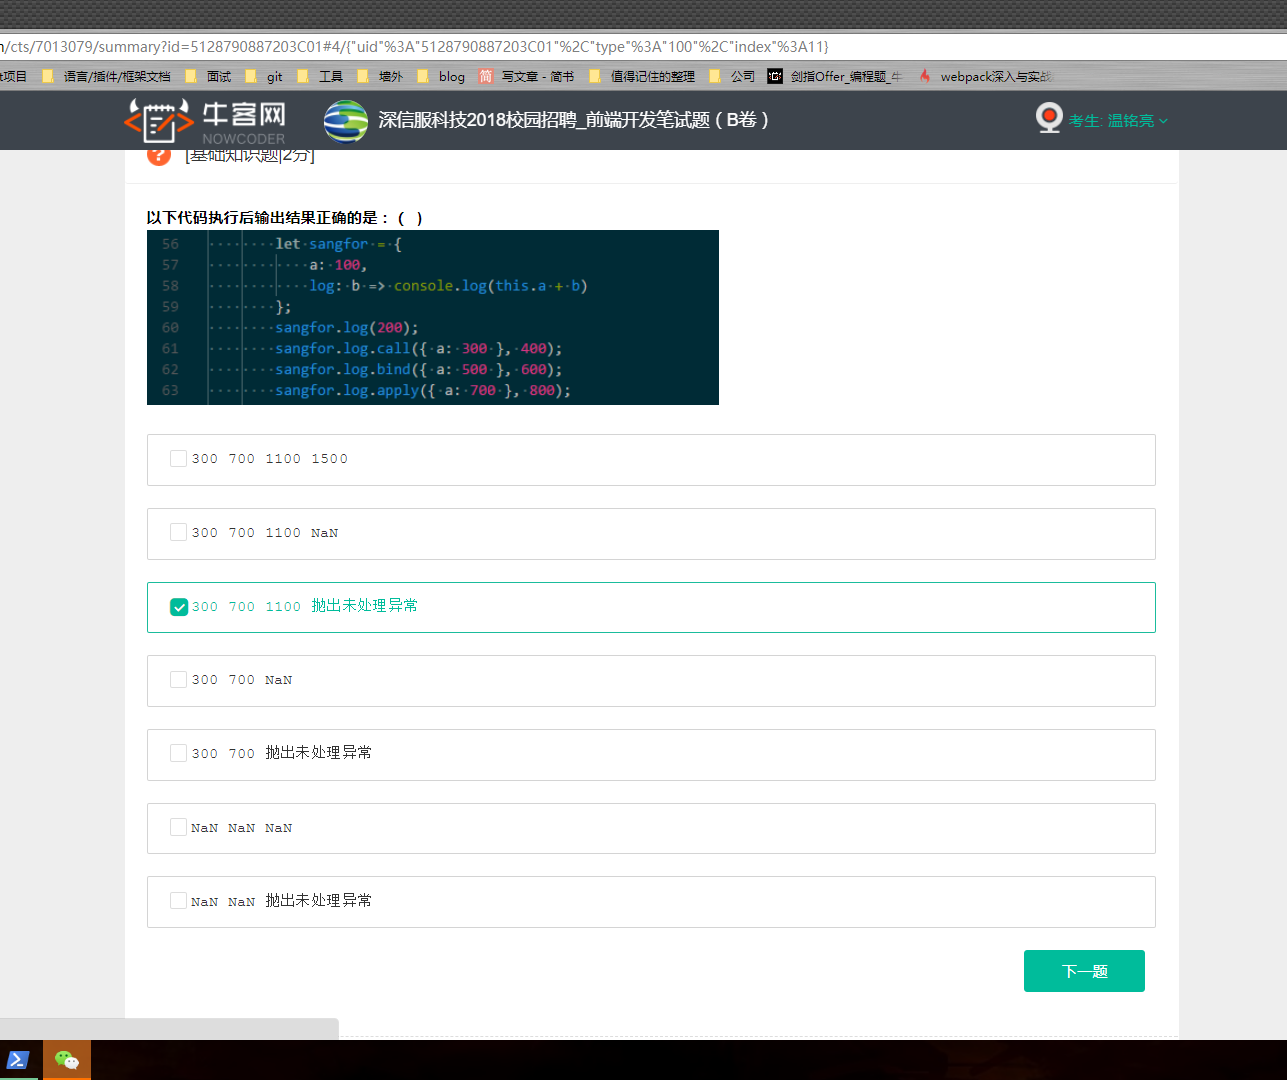 /cts/7013079/summary?id=5128790887203C01#4/{"uid"%3A"5128790887203C01"%2C"type"%3A"100"%2C"index"%3A11}
t项目 语言/插件/框架文档 面试 git 工具 墙外 blog 简 写文章 - 简书 值得记住的整理 公司 剑指Offer_编程题_牛 webpack深入与实战
牛客网
NOWCODER
深信服科技2018校园招聘_前端开发笔试题（B卷）
考生: 温铭亮
? [基础知识题|2分]
以下代码执行后输出结果正确的是：（ ）
56 let sangfor = {
57 a: 100,
58 log: b => console.log(this.a + b)
59 };
60 sangfor.log(200);
61 sangfor.log.call({ a: 300 }, 400);
62 sangfor.log.bind({ a: 500 }, 600);
63 sangfor.log.apply({ a: 700 }, 800);
300 700 1100 1500
300 700 1100 NaN
300 700 1100 抛出未处理异常
300 700 NaN
300 700 抛出未处理异常
NaN NaN NaN
NaN NaN 抛出未处理异常
下一题